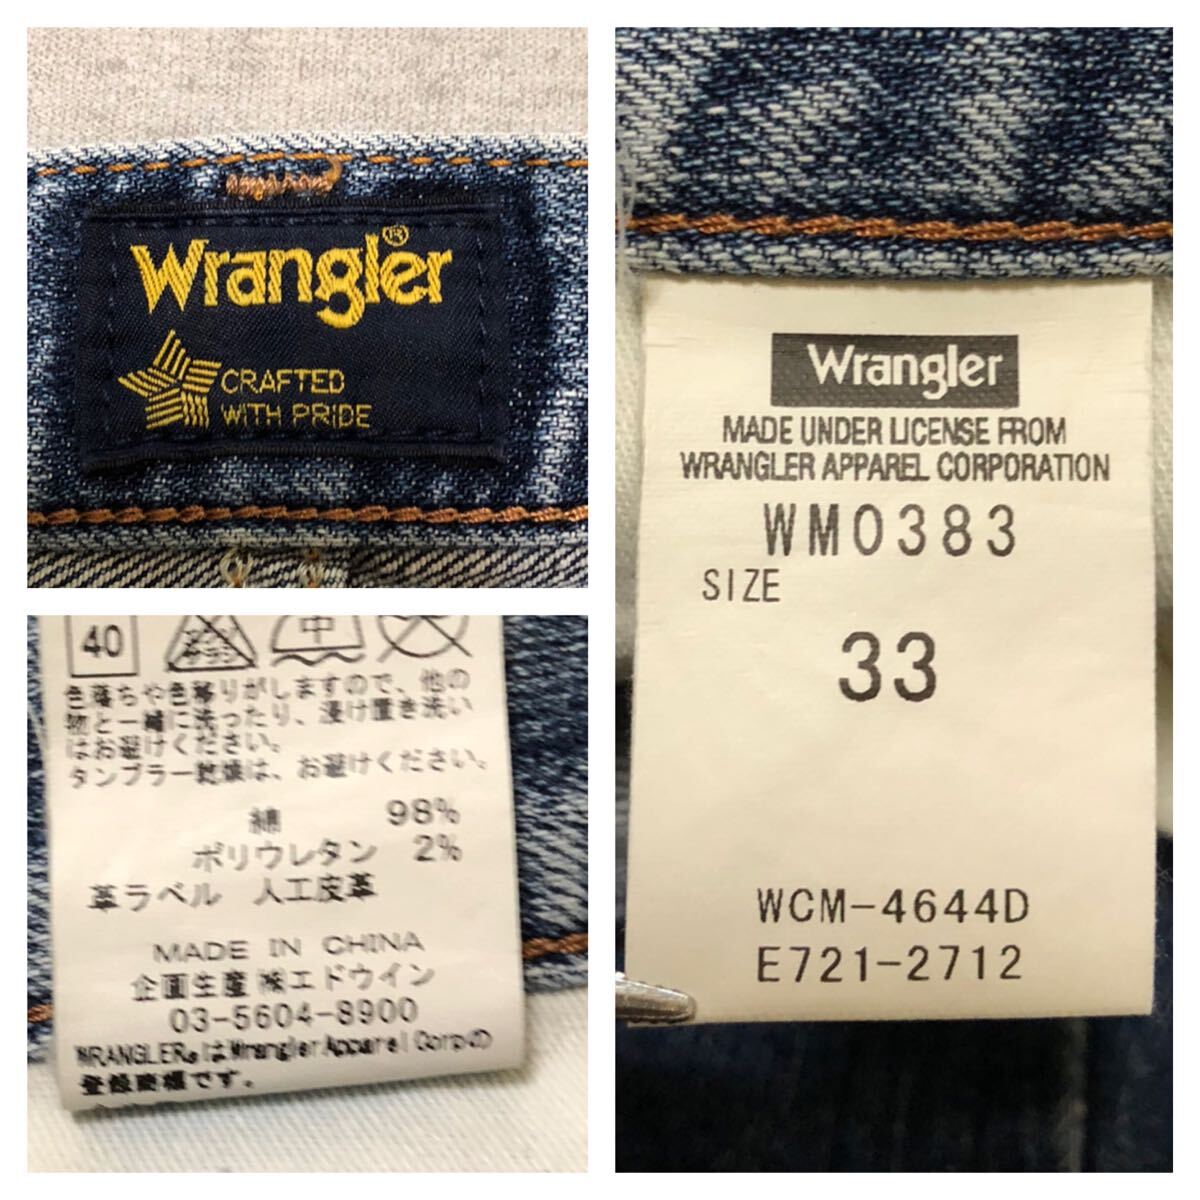 Wrangler®
CRAFTED
WITH PRIDE
40
中
色落ちや色移りがしますので、他の
物と一緒に洗ったり、浸け置き洗い
はお避けください。
タンブラー乾燥は、お避けください。
綿 98%
ポリウレタン 2%
革ラベル 人工皮革
MADE IN CHINA
企画生産 ㈱エドウイン
03-5604-8900
WRANGLER®はWrangler Apparel Corpの
登録商標です。
Wrangler
MADE UNDER LICENSE FROM
WRANGLER APPAREL CORPORATION
WM0383
SIZE
33
WCM-4644D
E721-2712